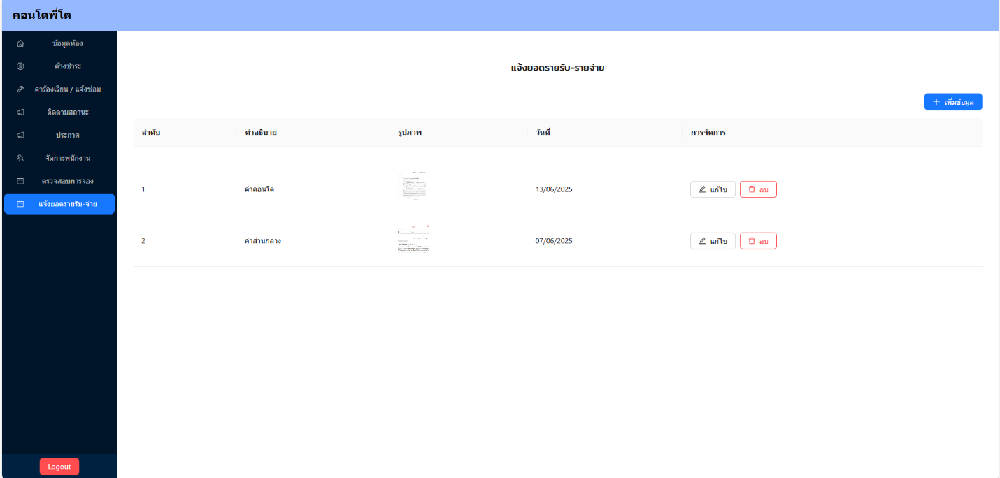 คอนโดพี่โต
ข้อมูลห้อง
ค้างชำระ
คำร้องเรียน / แจ้งซ่อม
ติดตามสถานะ
ประกาศ
จัดการพนักงาน
ตรวจสอบการจอง
แจ้งยอดรายรับ-จ่าย
Logout
แจ้งยอดรายรับ-รายจ่าย
เพิ่มข้อมูล
ลำดับ คำอธิบาย รูปภาพ วันที่ การจัดการ
1 ค่าคอนโด 13/06/2025 แก้ไข ลบ
2 ค่าส่วนกลาง 07/06/2025 แก้ไข ลบ